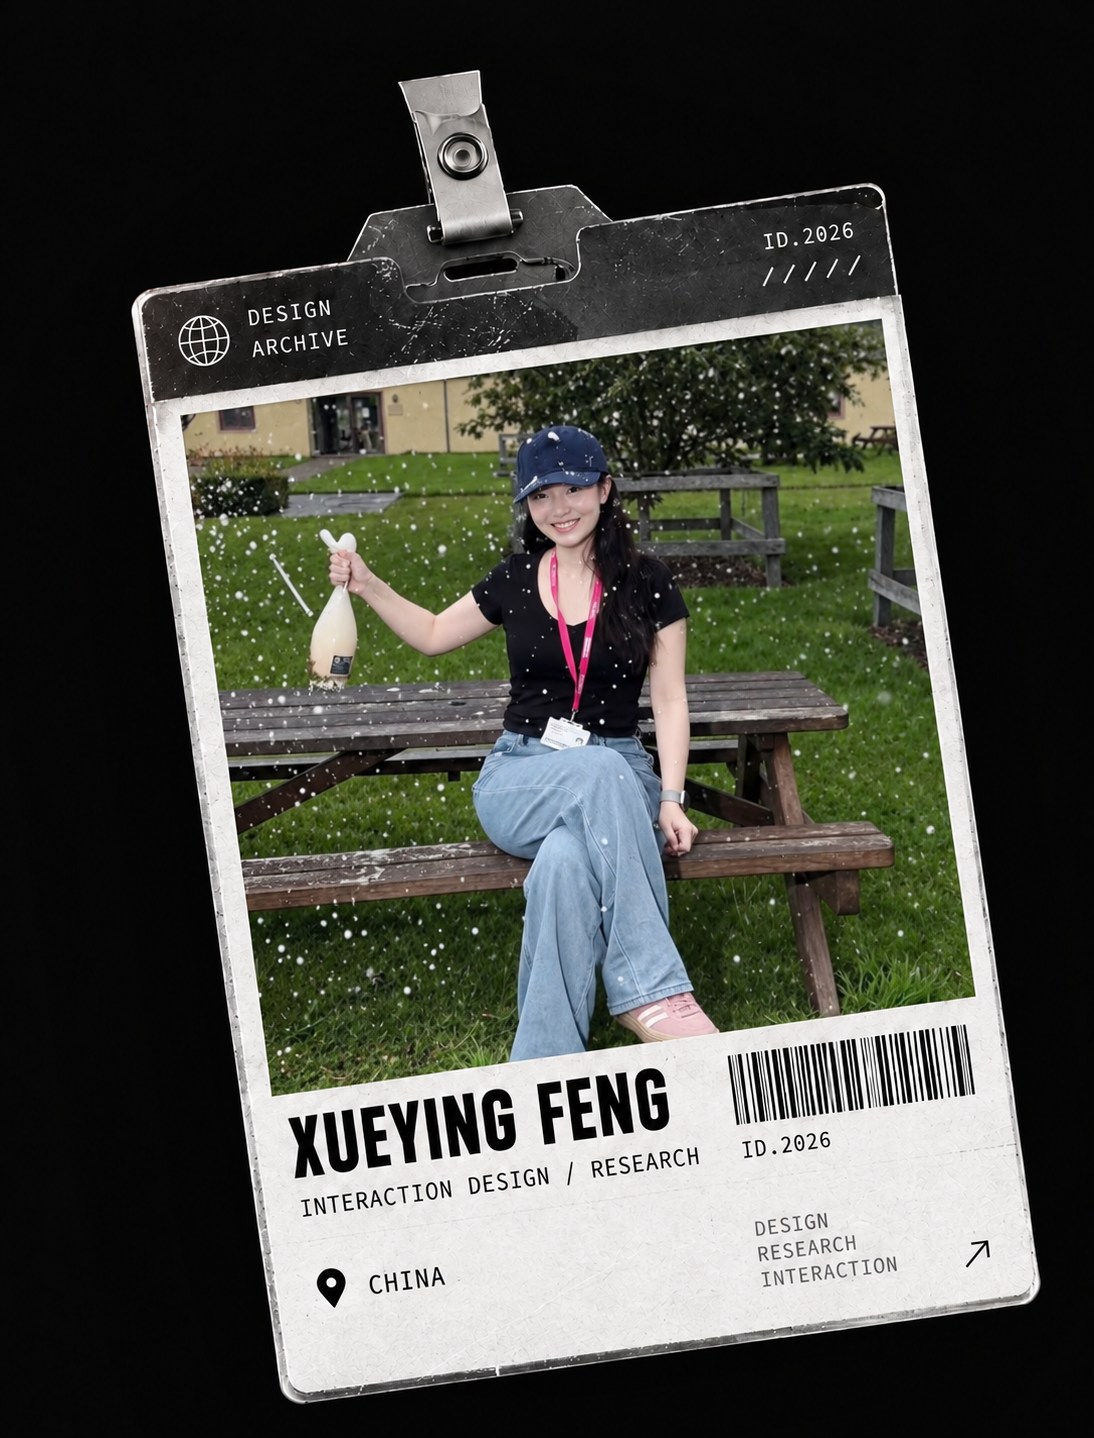 ID.2026
/////
DESIGN
ARCHIVE
XUEYING FENG
INTERACTION DESIGN / RESEARCH
ID.2026
CHINA
DESIGN
RESEARCH
INTERACTION